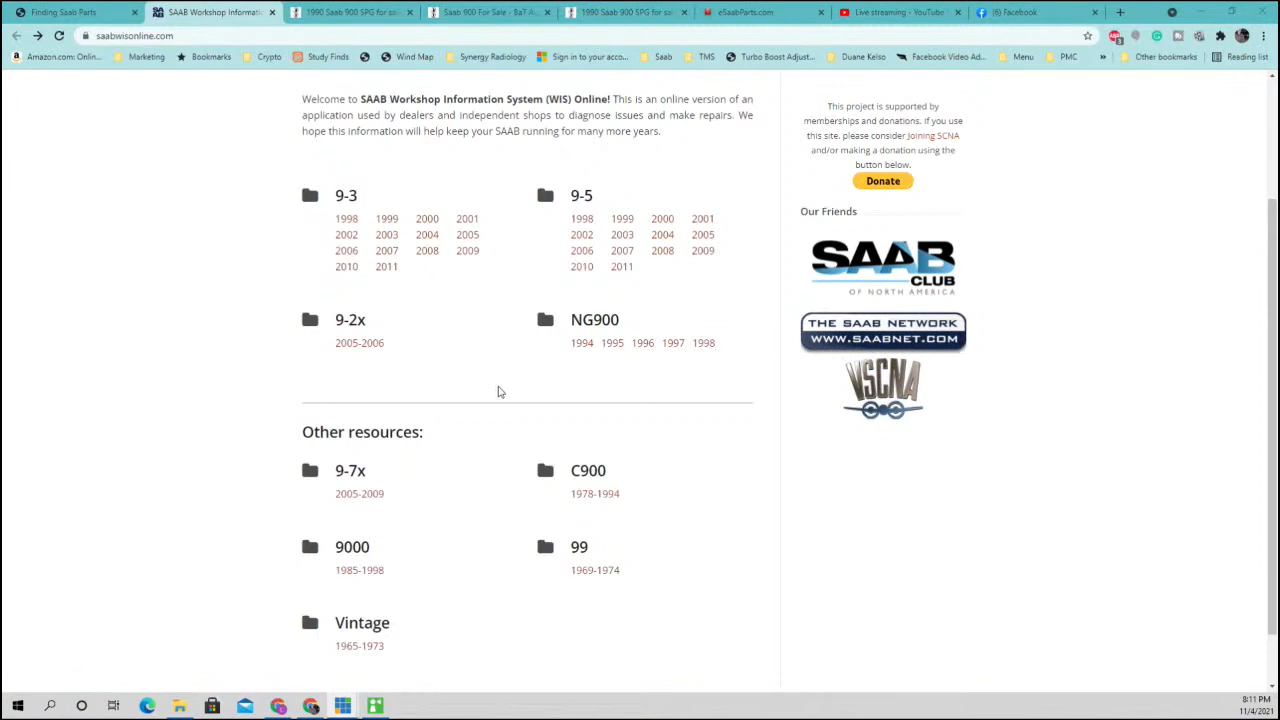 Finding Saab Parts
SAAB Workshop Informati
1990 Saab 900 SPG for sa
Saab 900 For Sale - BaT Au
1990 Saab 900 SPG for sa
eSaabParts.com
Live streaming - YouTube
(6) Facebook
saabwisonline.com
Amazon.com: Onlin...
Marketing
Bookmarks
Crypto
Study Finds
Wind Map
Synergy Radiology
Sign in to your acco...
Saab
TMS
Turbo Boost Adjust...
Duane Kelso
Facebook Video Ad...
Menu
PMC
»
Other bookmarks
Reading list
Welcome to SAAB Workshop Information System (WIS) Online! This is an online version of an
application used by dealers and independent shops to diagnose issues and make repairs. We
hope this information will help keep your SAAB running for many more years.
9-3
1998 1999 2000 2001
2002 2003 2004 2005
2006 2007 2008 2009
2010 2011
9-5
1998 1999 2000 2001
2002 2003 2004 2005
2006 2007 2008 2009
2010 2011
9-2x
2005-2006
NG900
1994 1995 1996 1997 1998
Other resources:
9-7x
2005-2009
C900
1978-1994
9000
1985-1998
99
1969-1974
Vintage
1965-1973
This project is supported by
memberships and donations. If you use
this site. please consider Joining SCNA
and/or making a donation using the
button below.
Donate
Our Friends
SAAB
CLUB
OF NORTH AMERICA
THE SAAB NETWORK
WWW.SAABNET.COM
VSCNA
8:11 PM
11/4/2021